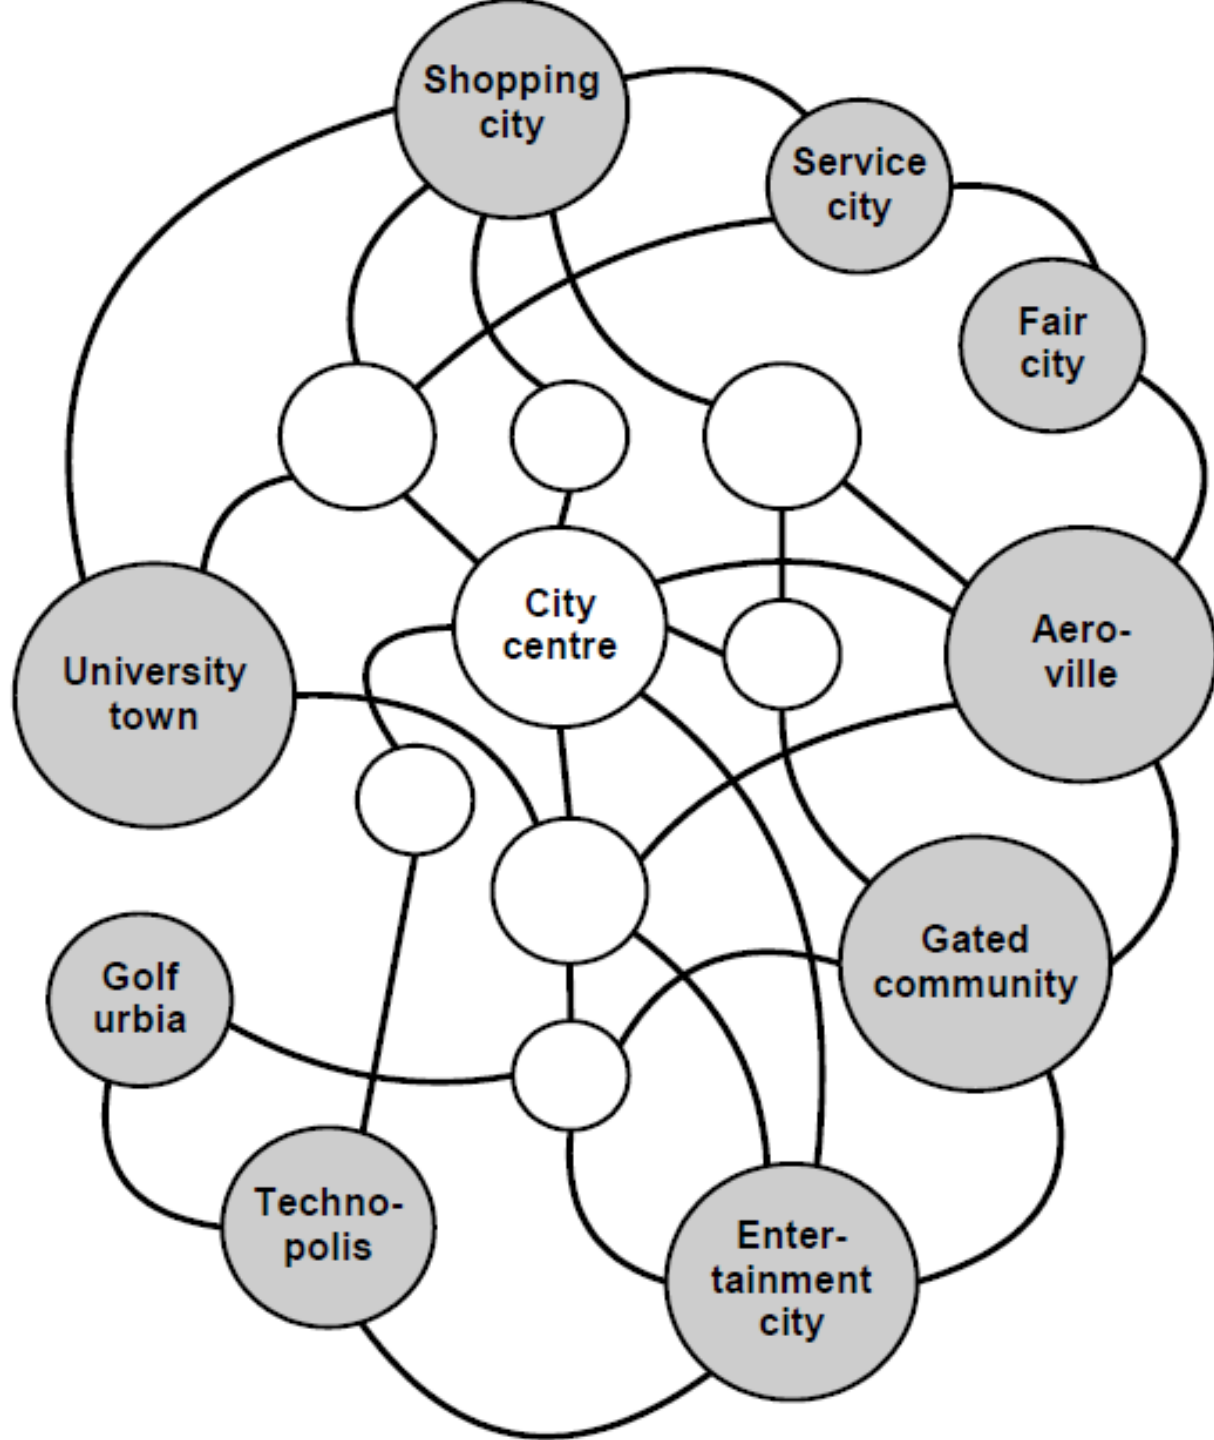 Shopping
city
Service
city
Fair
city
City
centre
Aero-
ville
University
town
Gated
community
Golf
urbia
Techno-
polis
Enter-
tainment
city